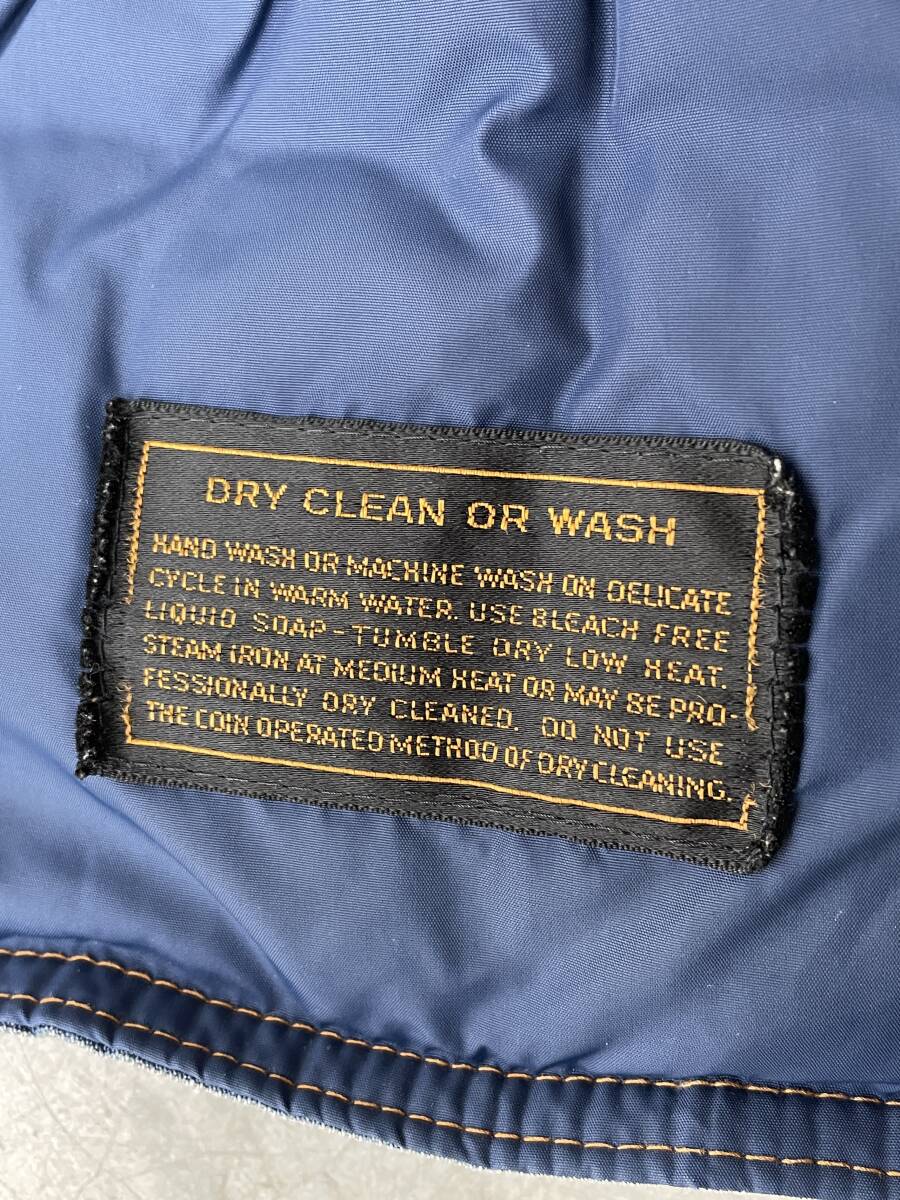 DRY CLEAN OR WASH
HAND WASH OR MACHINE WASH ON DELICATE
CYCLE IN WARM WATER. USE BLEACH FREE
LIQUID SOAP-TUMBLE DRY LOW HEAT.
STEAM IRON AT MEDIUM HEAT OR MAY BE PRO-
FESSIONALLY DRY CLEANED. DO NOT USE
THE COIN OPERATED METHOD OF DRY CLEANING.